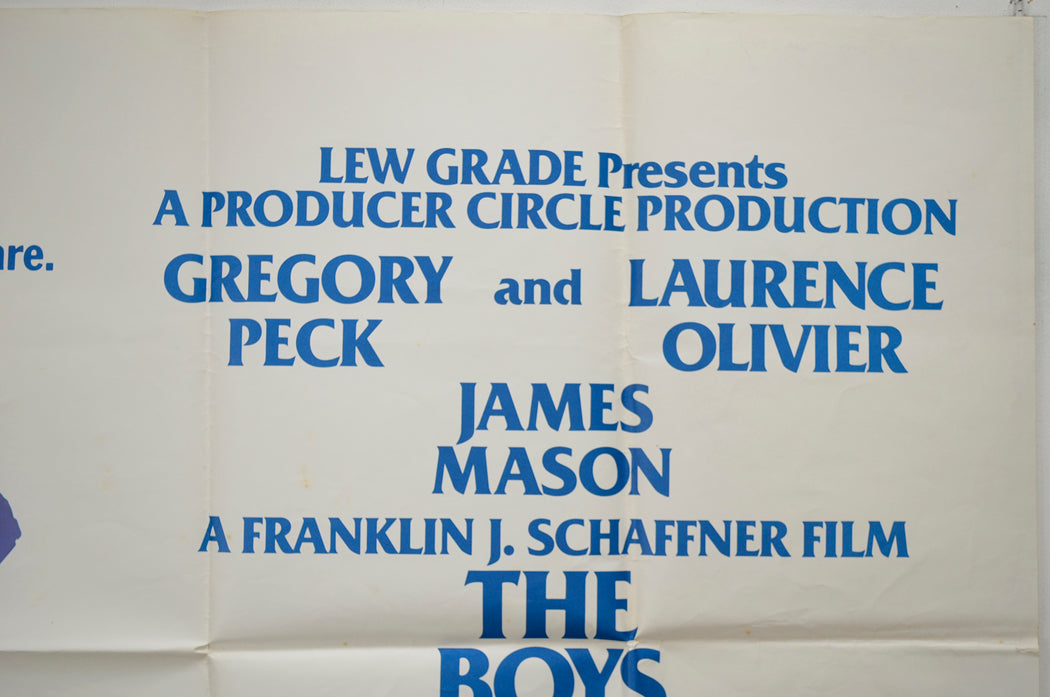 LEW GRADE Presents
A PRODUCER CIRCLE PRODUCTION
are.
GREGORY and LAURENCE
PECK OLIVIER
JAMES
MASON
A FRANKLIN J. SCHAFFNER FILM
THE
BOYS